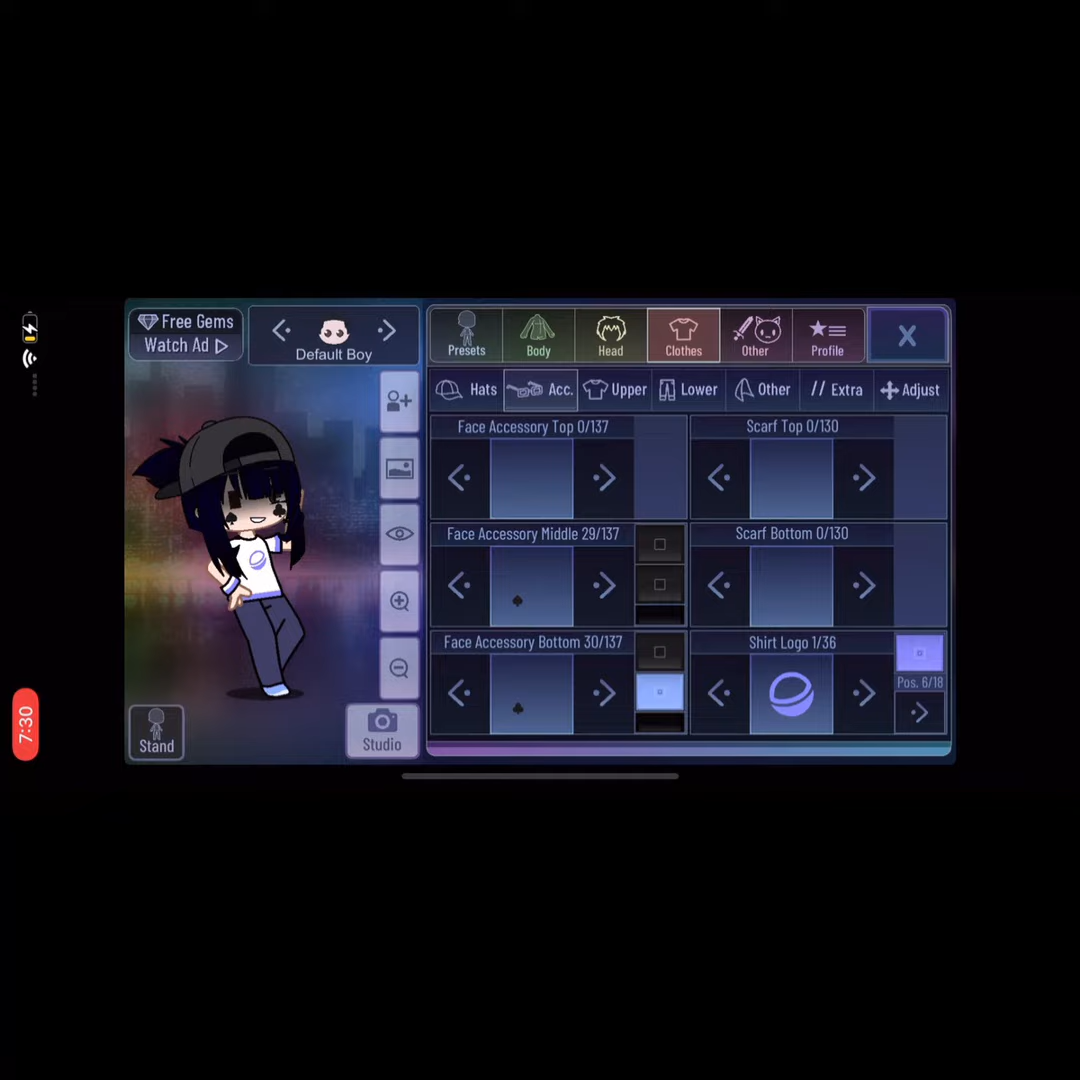 Free Gems
Watch Ad
Default Boy
Presets
Body
Head
Clothes
Other
Profile
X
Hats
Acc.
Upper
Lower
Other
Extra
Adjust
Face Accessory Top 0/137
Scarf Top 0/130
Face Accessory Middle 29/137
Scarf Bottom 0/130
Face Accessory Bottom 30/137
Shirt Logo 1/36
Pos. 6/18
7:30
Stand
Studio